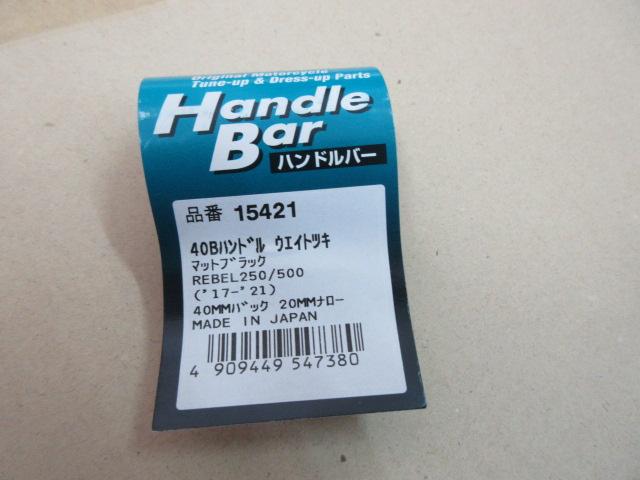 Original Motorcycle
Tune-up & Dress-up Parts
Handle
Bar
ハンドルバー
品番 15421
40Bハンドル ウエイトツキ
マットブラック
REBEL250/500
('17-'21)
40MMバック 20MMナロー
MADE IN JAPAN
4 909449 547380